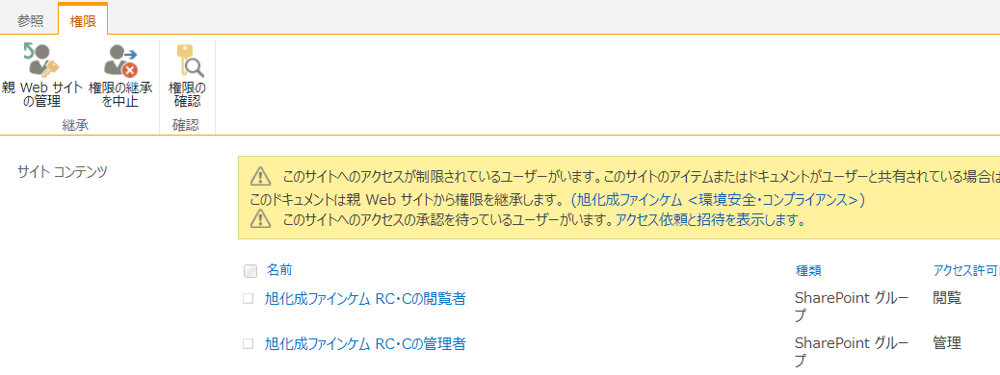 参照 権限
親 Web サイトの管理
権限の継承を中止
権限の確認
継承 確認
サイト コンテンツ
このサイトへのアクセスが制限されているユーザーがいます。このサイトのアイテムまたはドキュメントがユーザーと共有されている場合は
このドキュメントは親 Web サイトから権限を継承します。 (旭化成ファインケム <環境安全・コンプライアンス>)
このサイトへのアクセスの承認を待っているユーザーがいます。アクセス依頼と招待を表示します。
名前 種類 アクセス許可
旭化成ファインケム RC・Cの閲覧者 SharePoint グループ 閲覧
旭化成ファインケム RC・Cの管理者 SharePoint グループ 管理